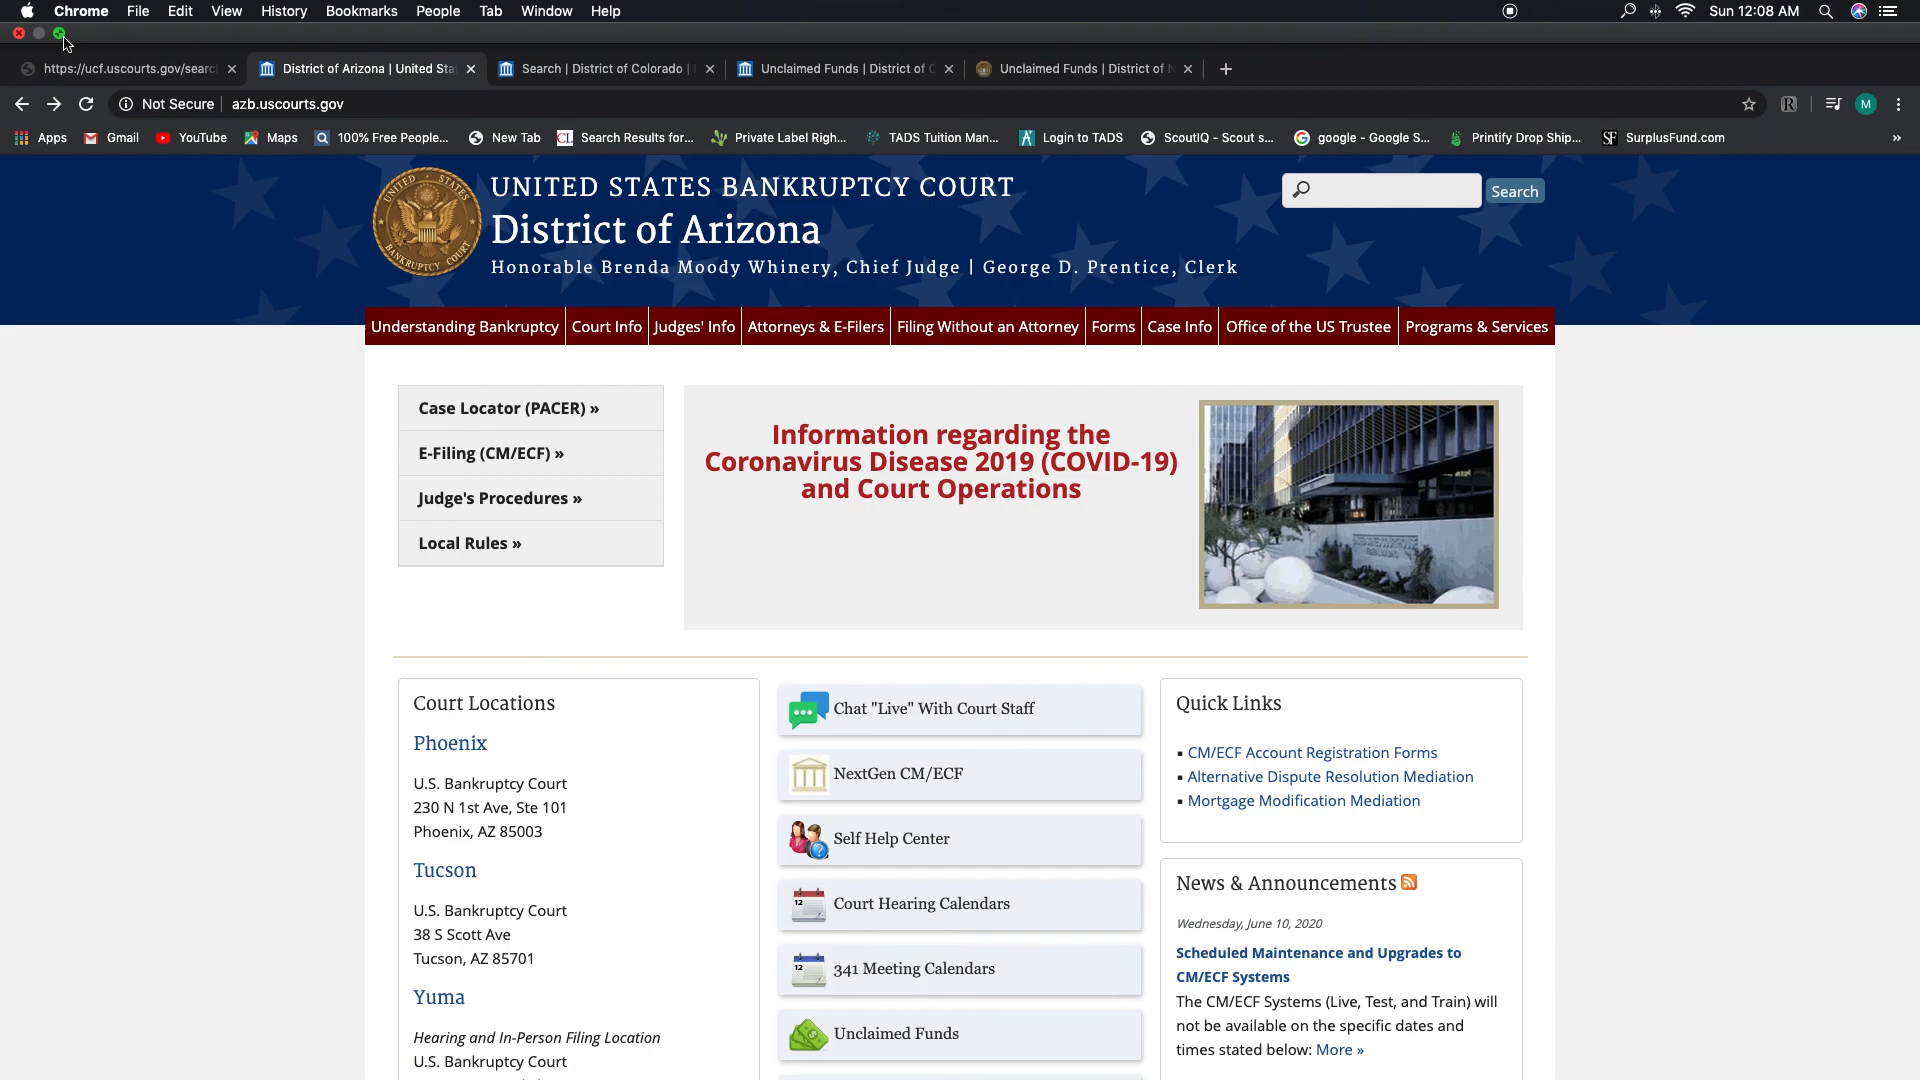 Chrome File Edit View History Bookmarks People Tab Window Help
Sun 12:08 AM
https://ucf.uscourts.gov/searc
District of Arizona | United Sta
Search | District of Colorado |
Unclaimed Funds | District of C
Unclaimed Funds | District of N
Not Secure azb.uscourts.gov
M
Apps Gmail YouTube Maps 100% Free People... New Tab Search Results for... Private Label Righ... TADS Tuition Man... Login to TADS ScoutIQ - Scout s... google - Google S... Printify Drop Ship... SurplusFund.com »
UNITED STATES BANKRUPTCY COURT
District of Arizona
Honorable Brenda Moody Whinery, Chief Judge | George D. Prentice, Clerk
Search
UNITED STATES
BANKRUPTCY COURT
Understanding Bankruptcy Court Info Judges' Info Attorneys & E-Filers Filing Without an Attorney Forms Case Info Office of the US Trustee Programs & Services
Case Locator (PACER) »
E-Filing (CM/ECF) »
Judge's Procedures »
Local Rules »
Information regarding the
Coronavirus Disease 2019 (COVID-19)
and Court Operations
Court Locations
Phoenix
U.S. Bankruptcy Court
230 N 1st Ave, Ste 101
Phoenix, AZ 85003
Tucson
U.S. Bankruptcy Court
38 S Scott Ave
Tucson, AZ 85701
Yuma
Hearing and In-Person Filing Location
U.S. Bankruptcy Court
Chat "Live" With Court Staff
NextGen CM/ECF
Self Help Center
12
Court Hearing Calendars
12
341 Meeting Calendars
Unclaimed Funds
Quick Links
▪ CM/ECF Account Registration Forms
▪ Alternative Dispute Resolution Mediation
▪ Mortgage Modification Mediation
News & Announcements
Wednesday, June 10, 2020
Scheduled Maintenance and Upgrades to
CM/ECF Systems
The CM/ECF Systems (Live, Test, and Train) will
not be available on the specific dates and
times stated below: More »